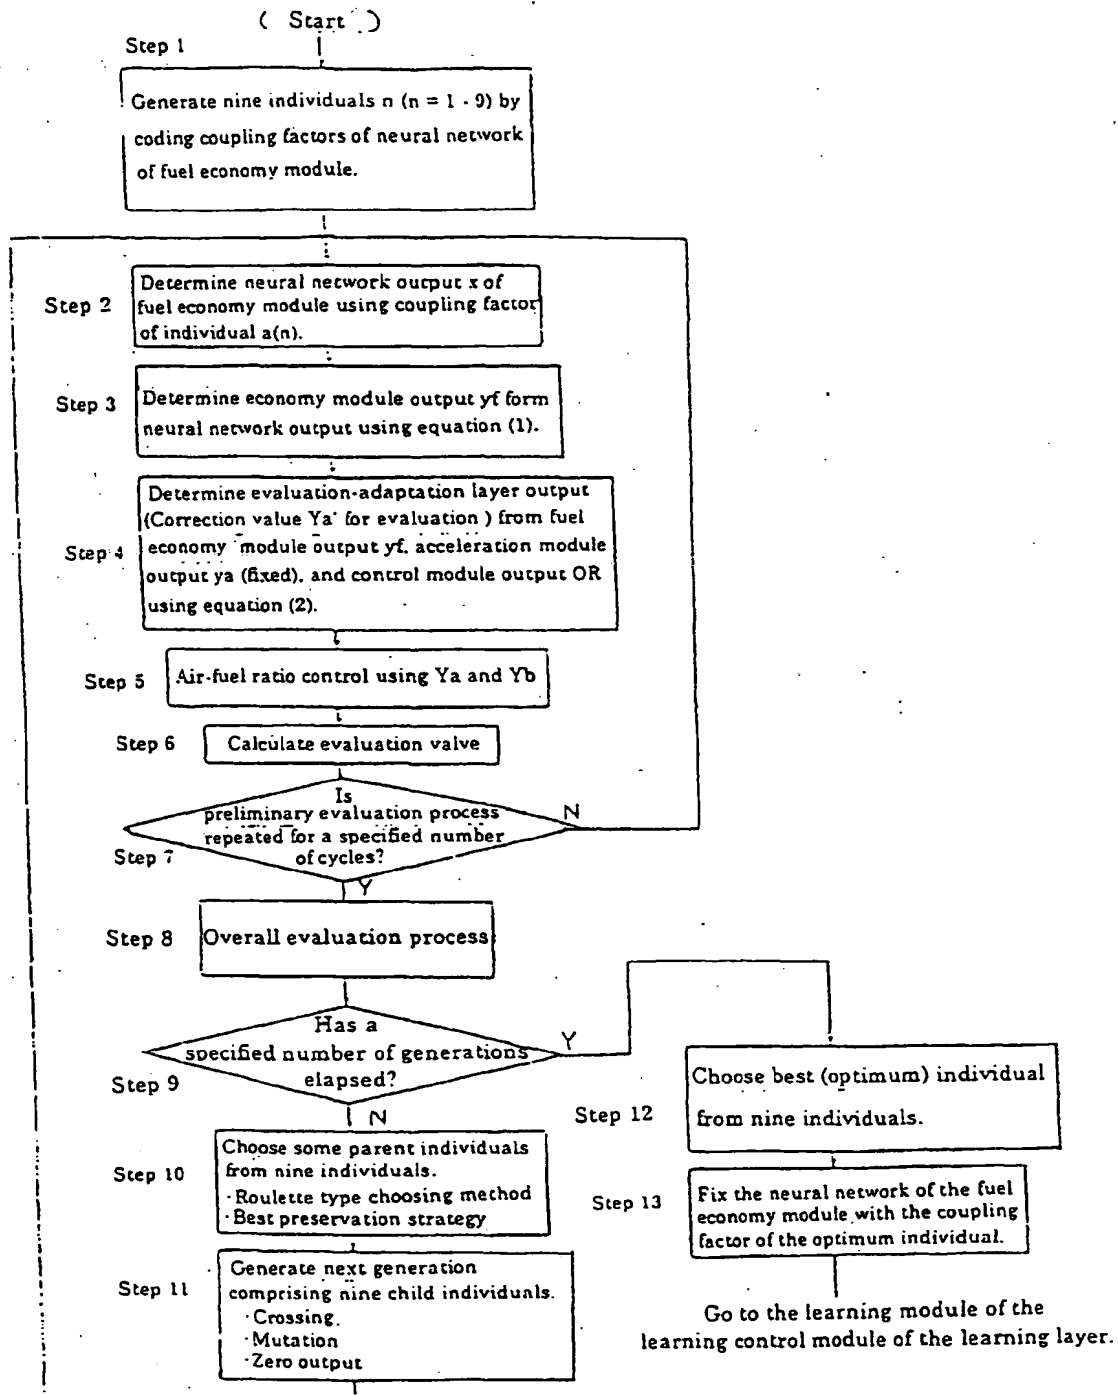 ( Start )
Step 1
Generate nine individuals n (n = 1 - 9) by
coding coupling factors of neural network
of fuel economy module.
Step 2
Determine neural network output x of
fuel economy module using coupling factor
of individual a(n).
Step 3
Determine economy module output yf form
neural network output using equation (1).
Step 4
Determine evaluation-adaptation layer output
(Correction value Ya' for evaluation ) from fuel
economy module output yf, acceleration module
output ya (fixed), and control module output OR
using equation (2).
Step 5
Air-fuel ratio control using Ya and Yb
Step 6
Calculate evaluation valve
Is
preliminary evaluation process
repeated for a specified number
of cycles?
N
Step 7
Y
Step 8
Overall evaluation process
Has a
specified number of generations
elapsed?
Y
Step 9
N
Step 10
Choose some parent individuals
from nine individuals.
·Roulette type choosing method
·Best preservation strategy
Step 11
Generate next generation
comprising nine child individuals.
·Crossing.
·Mutation
·Zero output
Step 12
Choose best (optimum) individual
from nine individuals.
Step 13
Fix the neural network of the fuel
economy module with the coupling
factor of the optimum individual.
Go to the learning module of the
learning control module of the learning layer.